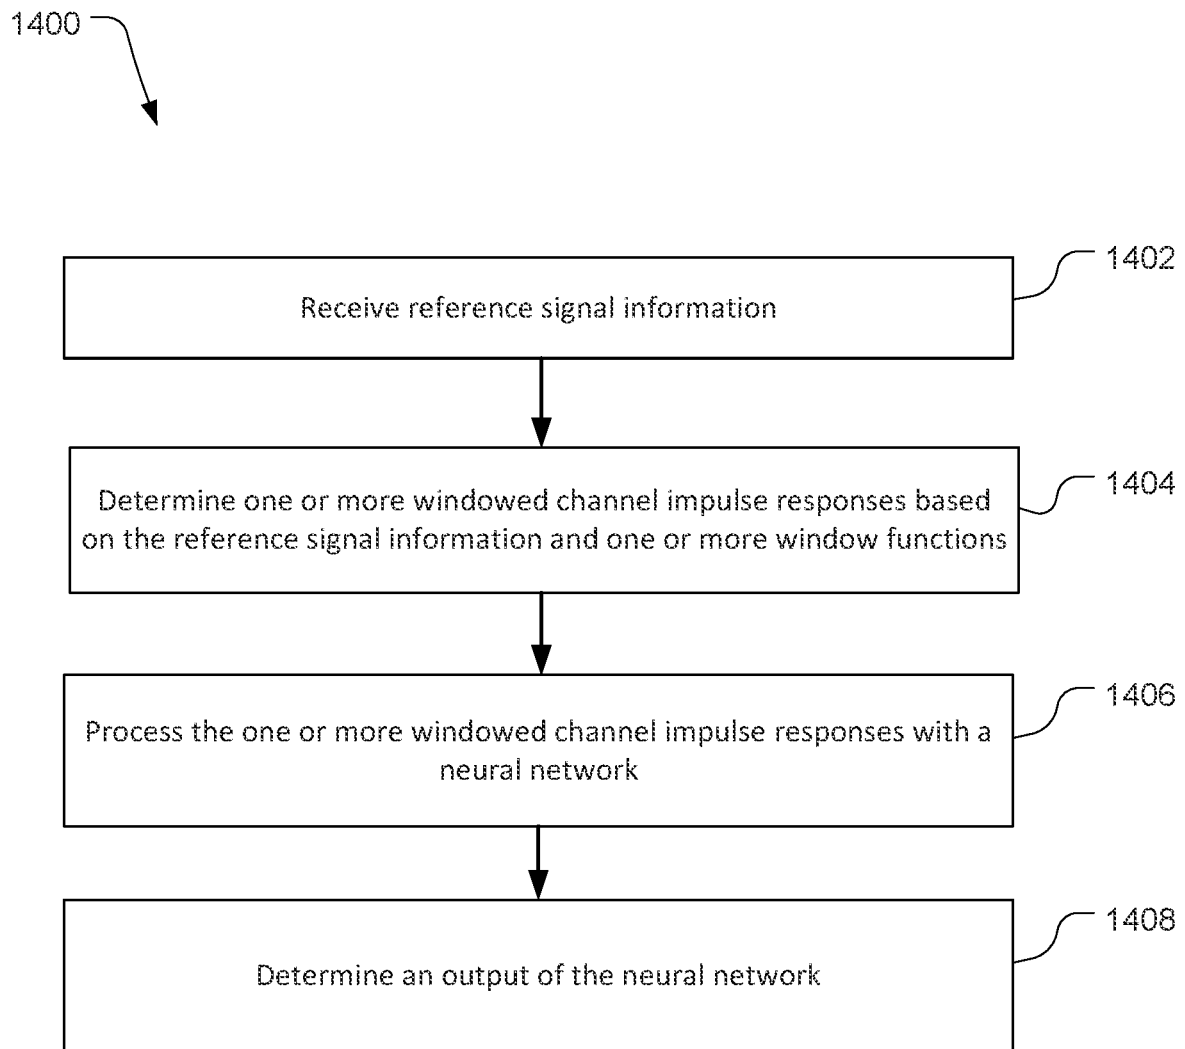 1400
1402
Receive reference signal information
1404
Determine one or more windowed channel impulse responses based
on the reference signal information and one or more window functions
1406
Process the one or more windowed channel impulse responses with a
neural network
1408
Determine an output of the neural network